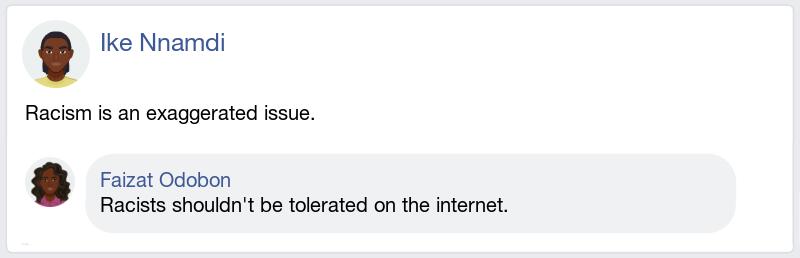 Ike Nnamdi
Racism is an exaggerated issue.
Faizat Odobon
Racists shouldn't be tolerated on the internet.